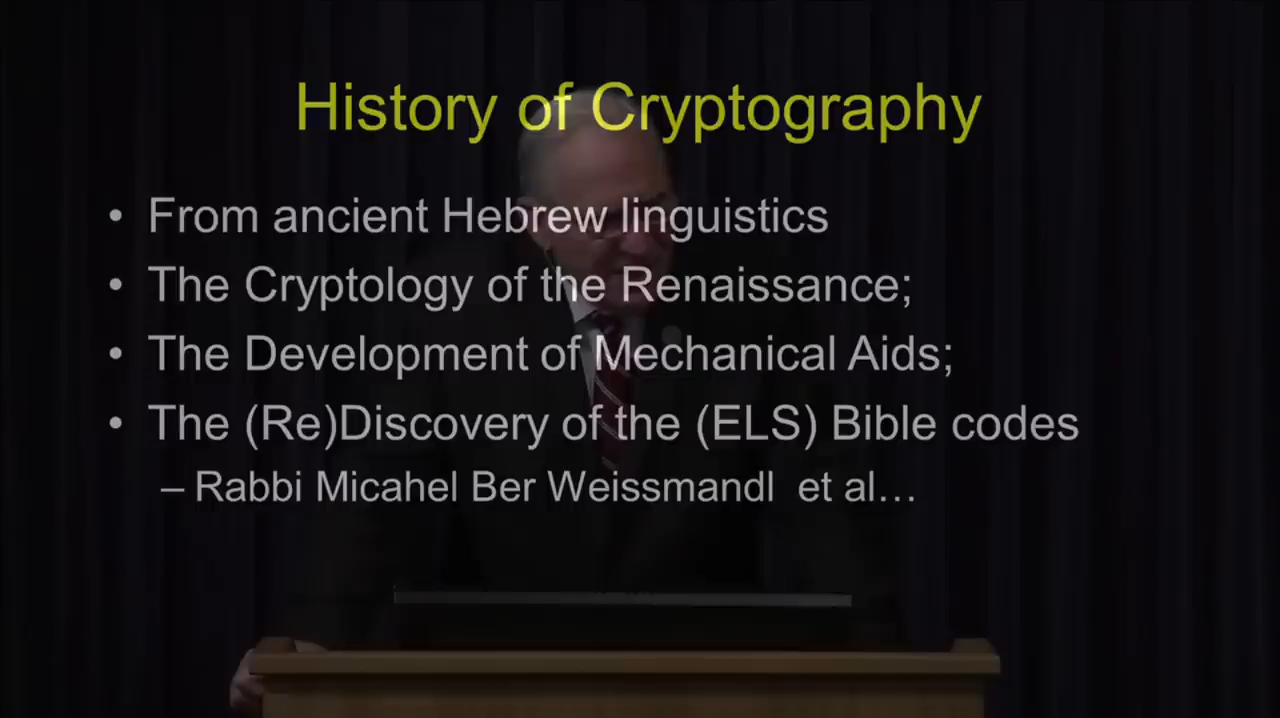 History of Cryptography
• From ancient Hebrew linguistics
• The Cryptology of the Renaissance;
• The Development of Mechanical Aids;
• The (Re)Discovery of the (ELS) Bible codes
– Rabbi Micahel Ber Weissmandl et al…